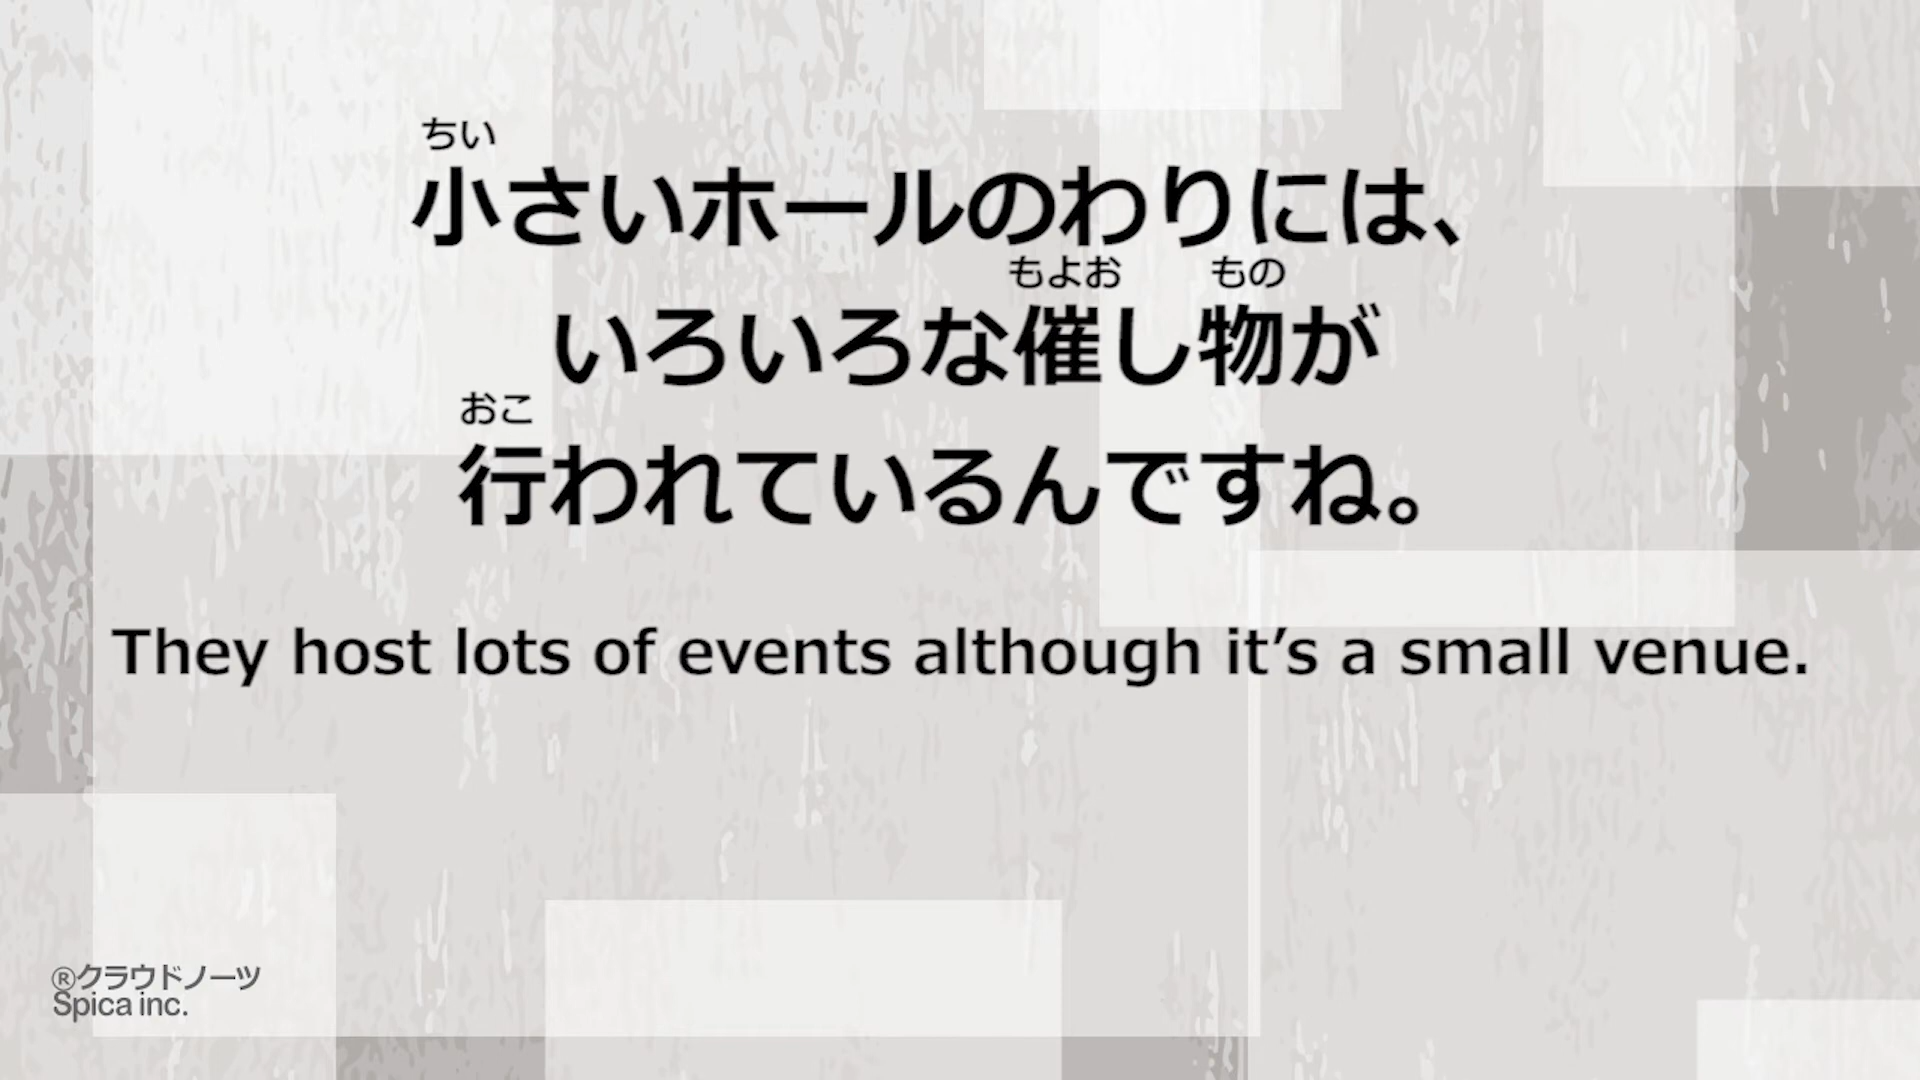 ちい
小さいホールのわりには、
もよお もの
いろいろな催し物が
おこ
行われているんですね。
They host lots of events although it’s a small venue.
®クラウドノーツ
Spica inc.